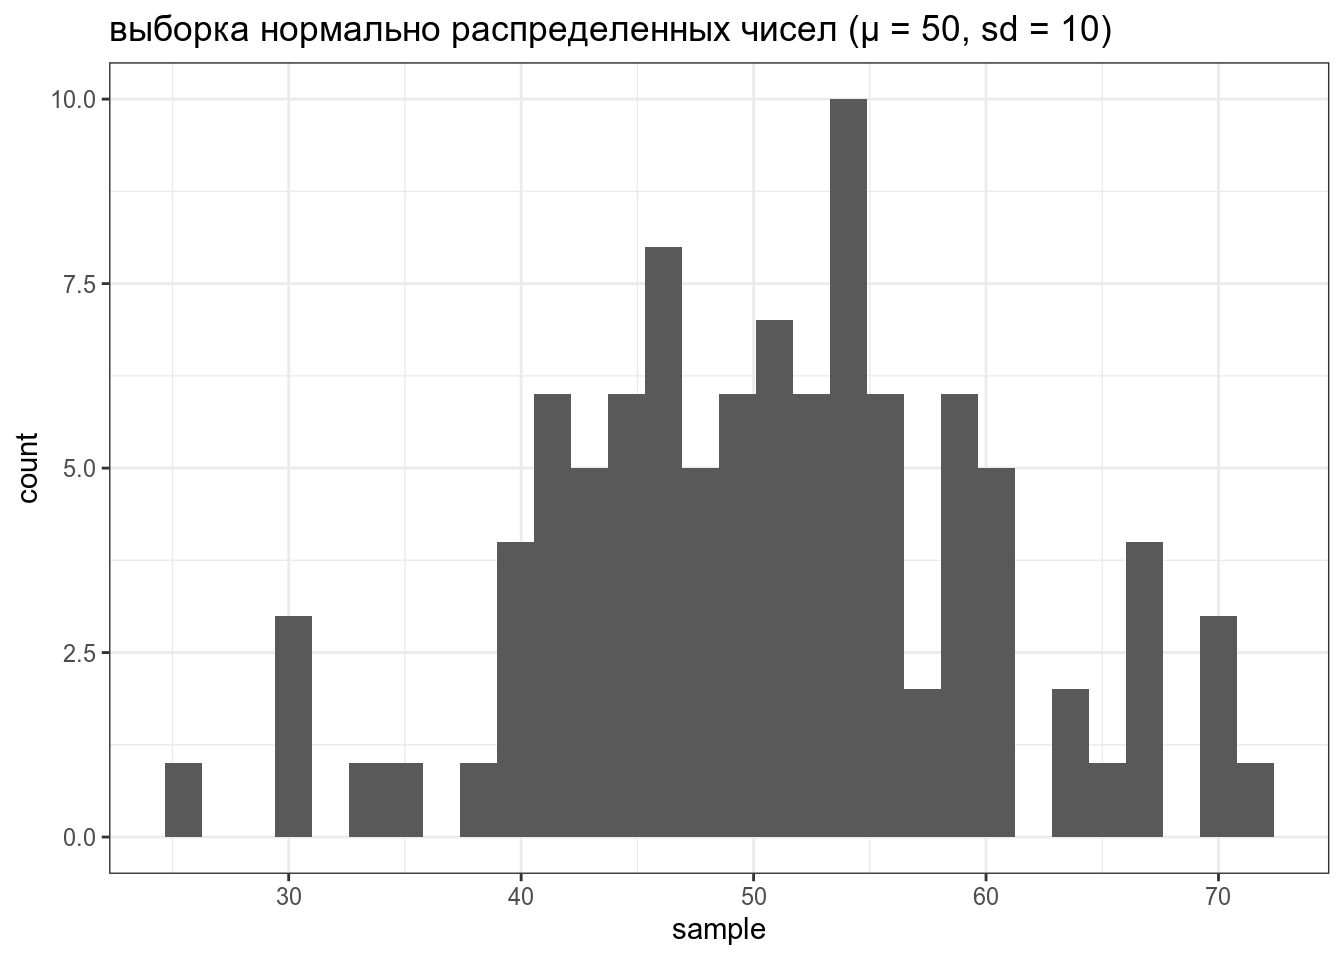 выборка нормально распределенных чисел (μ = 50, sd = 10)
10.0
7.5
5.0
2.5
0.0
count
30 40 50 60 70
sample